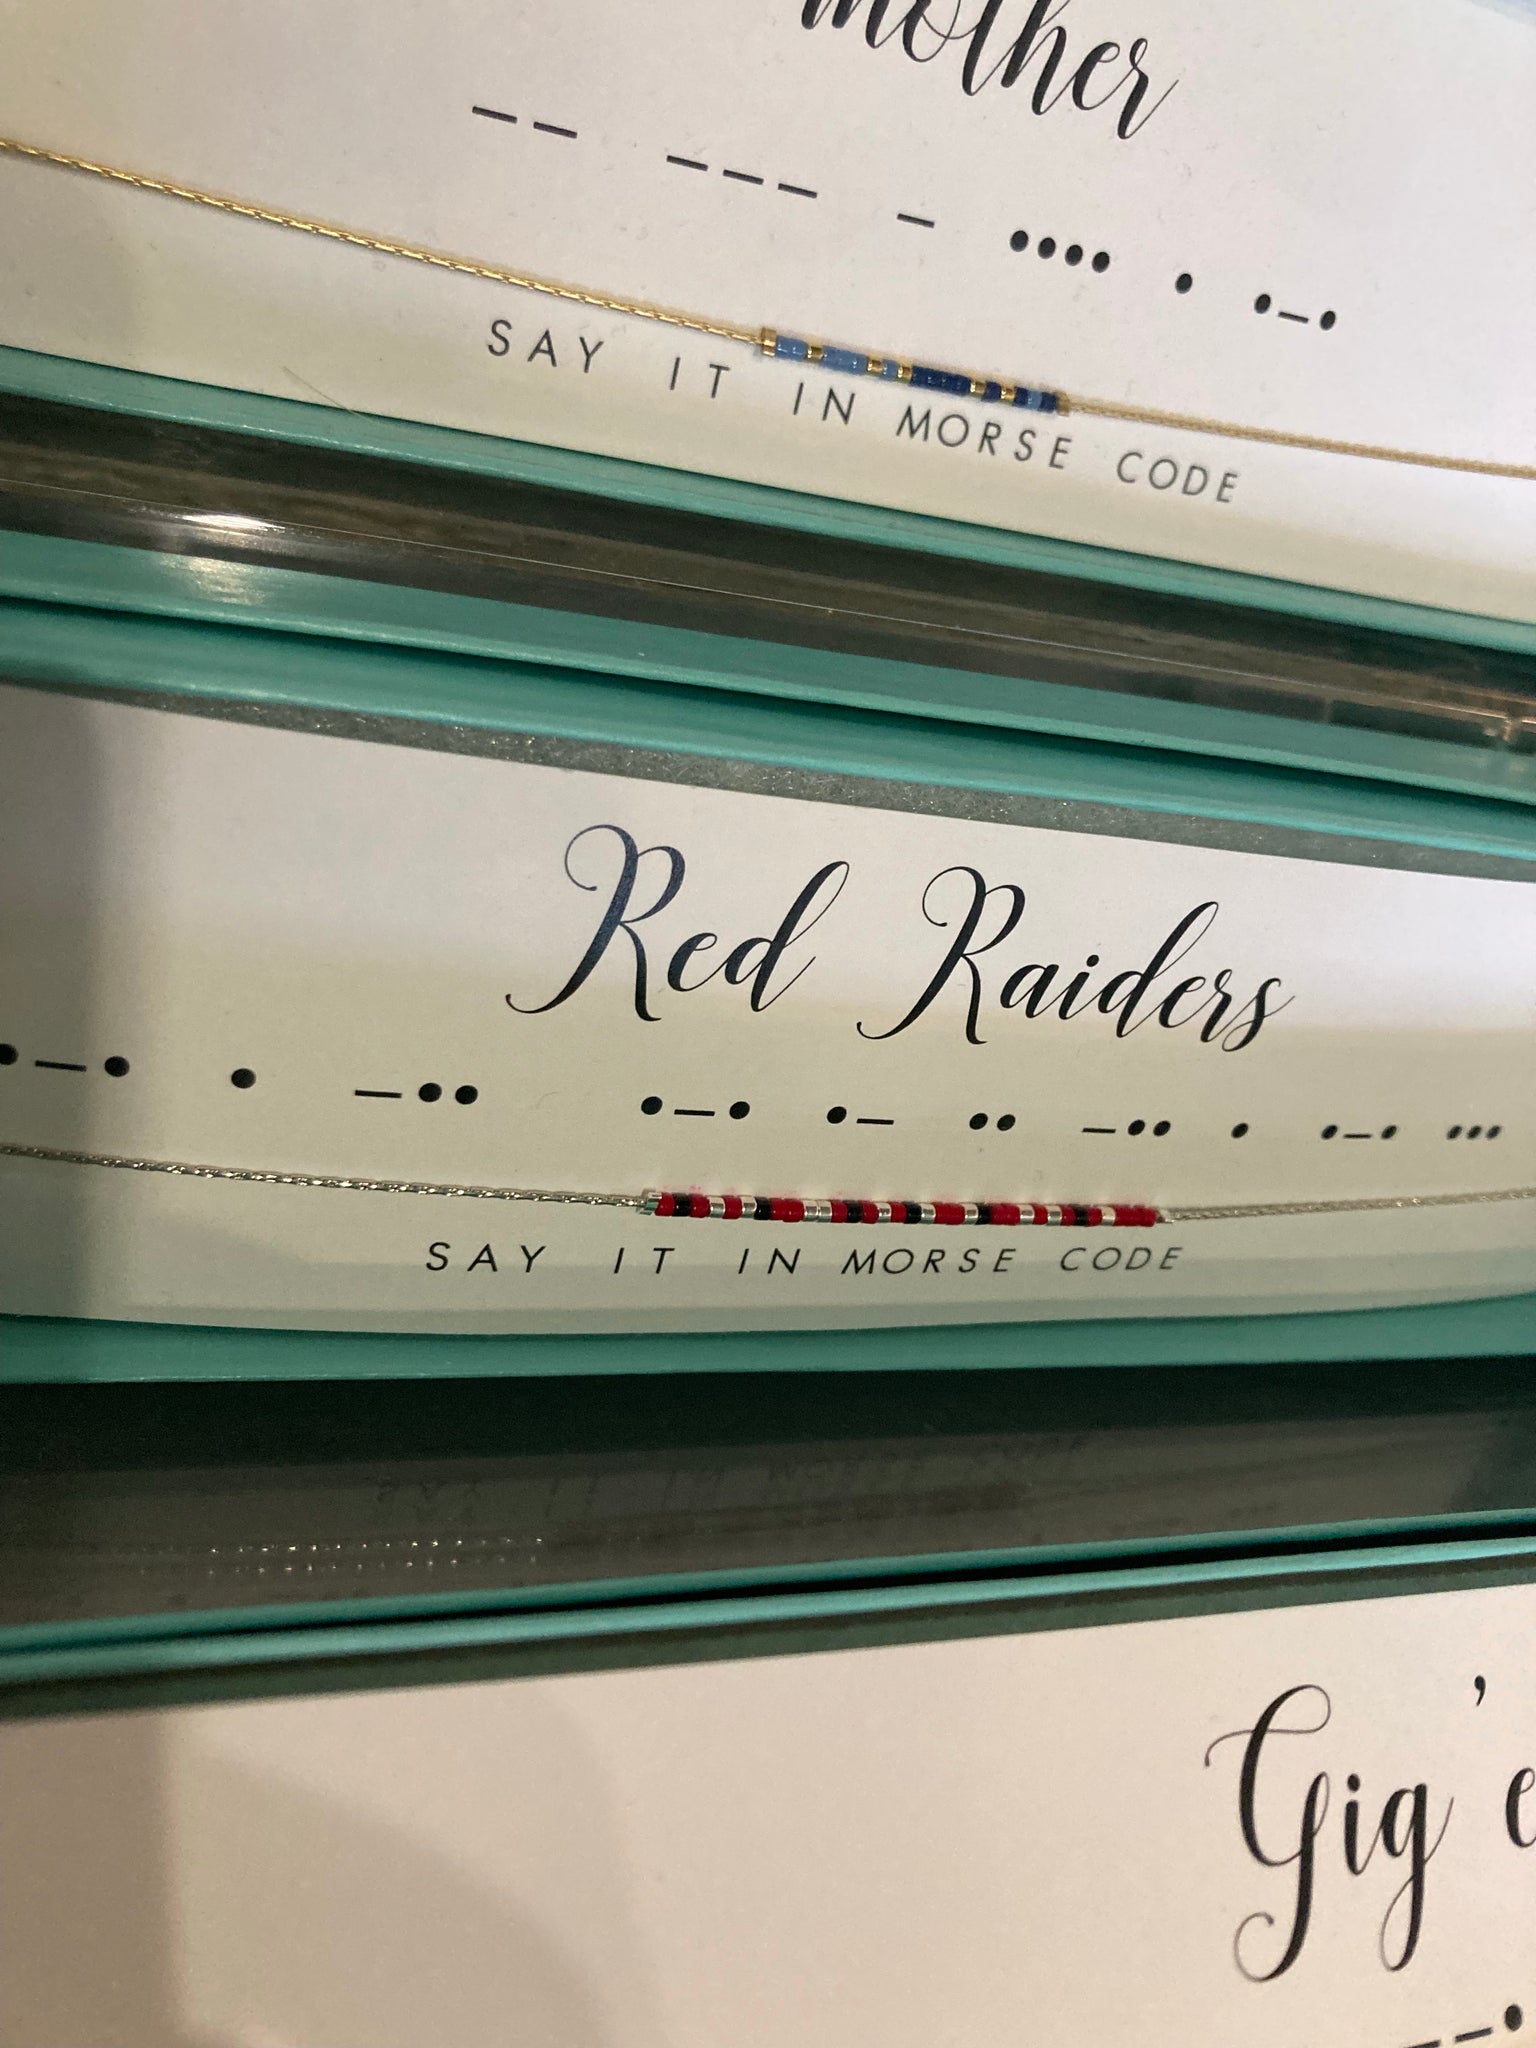 mother
−− −−− − •••• • •−•
SAY IT IN MORSE CODE
Red Raiders
•−• • −•• •−• •− •• −•• • •−• •••
SAY IT IN MORSE CODE
Gig'e
−−•